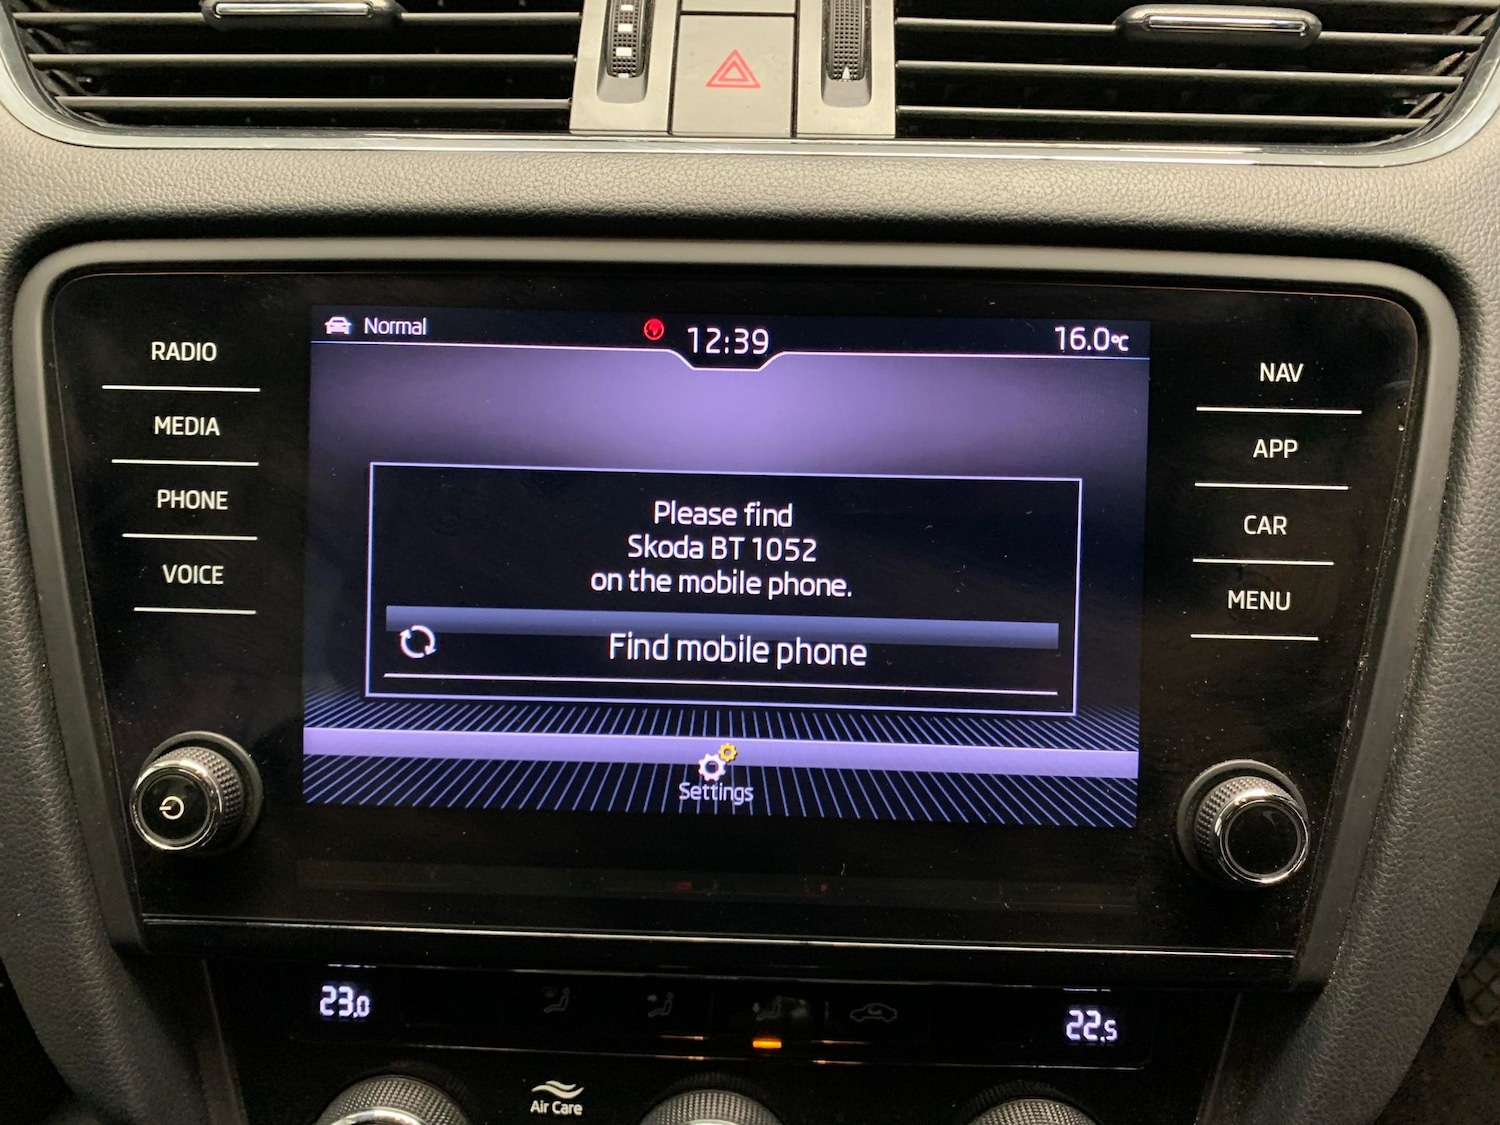 Normal
12:39
16.0°C
RADIO
MEDIA
PHONE
VOICE
NAV
APP
CAR
MENU
Please find
Skoda BT 1052
on the mobile phone.
Find mobile phone
Settings
23.0
22.5
Air Care